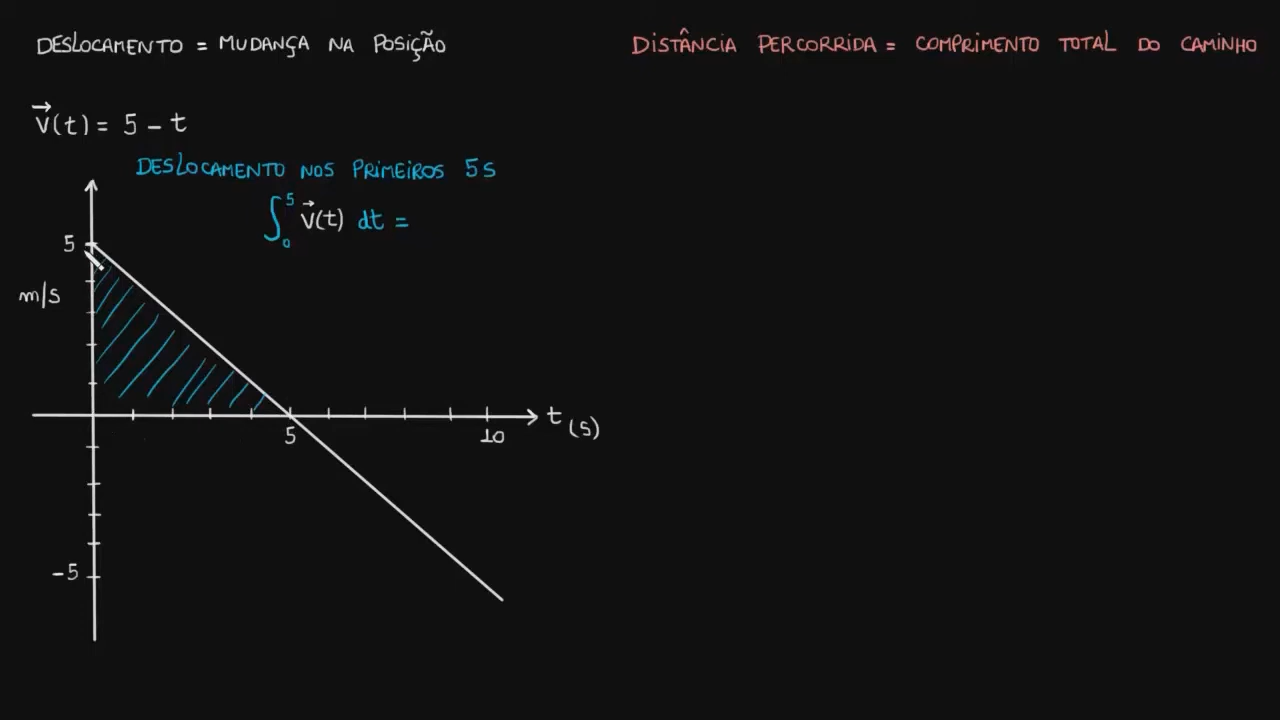 DESLOCAMENTO = MUDANÇA NA POSIÇÃO
DISTÂNCIA PERCORRIDA = COMPRIMENTO TOTAL DO CAMINHO
v⃗(t) = 5 - t
DESLOCAMENTO NOS PRIMEIROS 5S
∫₀⁵ v⃗(t) dt =
5
m/s
t (s)
5
10
-5